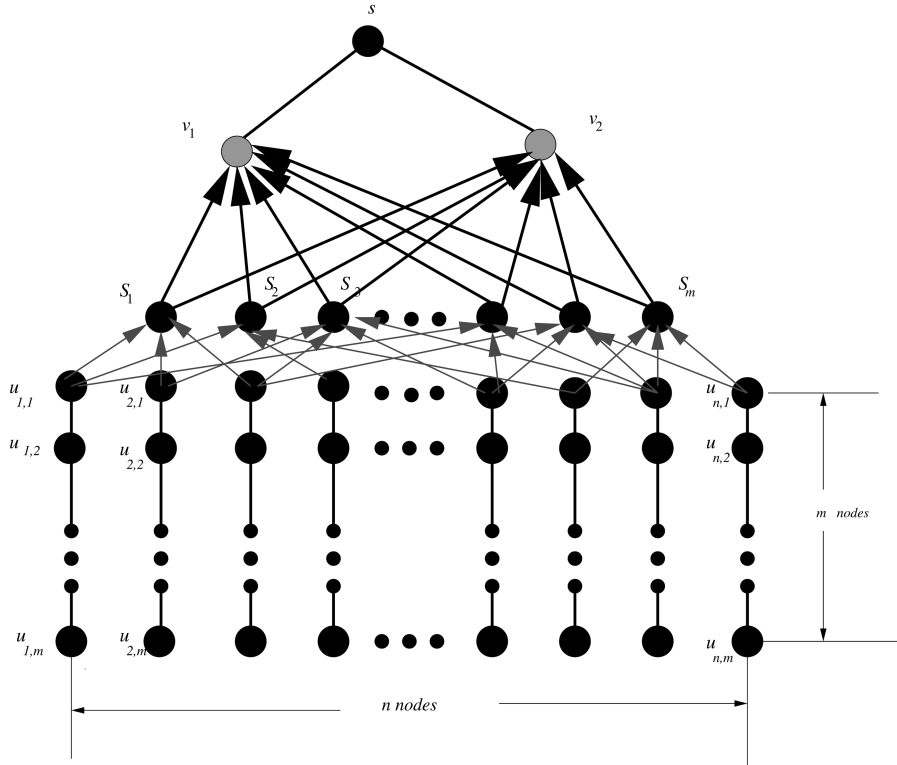 s
v1 v2
S1 S2 S3 Sm
u1,1 u2,1 un,1
u1,2 u2,2 un,2
m nodes
u1,m u2,m un,m
n nodes